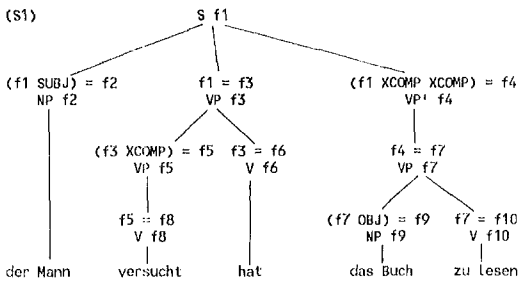 (S1) S f1
(f1 SUBJ) = f2 f1 = f3 (f1 XCOMP XCOMP) = f4
NP f2 VP f3 VP' f4
(f3 XCOMP) = f5 f3 = f6 f4 = f7
VP f5 V f6 VP f7
f5 = f8 (f7 OBJ) = f9 f7 = f10
V f8 NP f9 V f10
der Mann versucht hat das Buch zu lesen